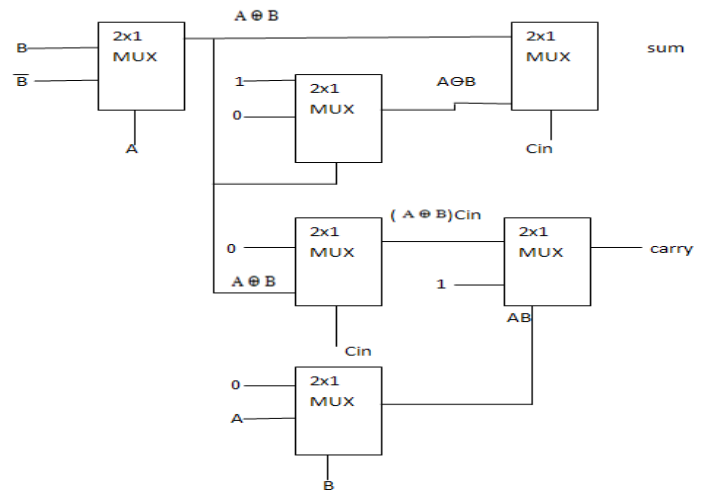 A ⊕ B
B
2x1
MUX
B̅
A
2x1
MUX
sum
Cin
1
0
2x1
MUX
A⊖B
0
A ⊕ B
2x1
MUX
Cin
( A ⊕ B)Cin
1
2x1
MUX
AB
carry
0
A
2x1
MUX
B